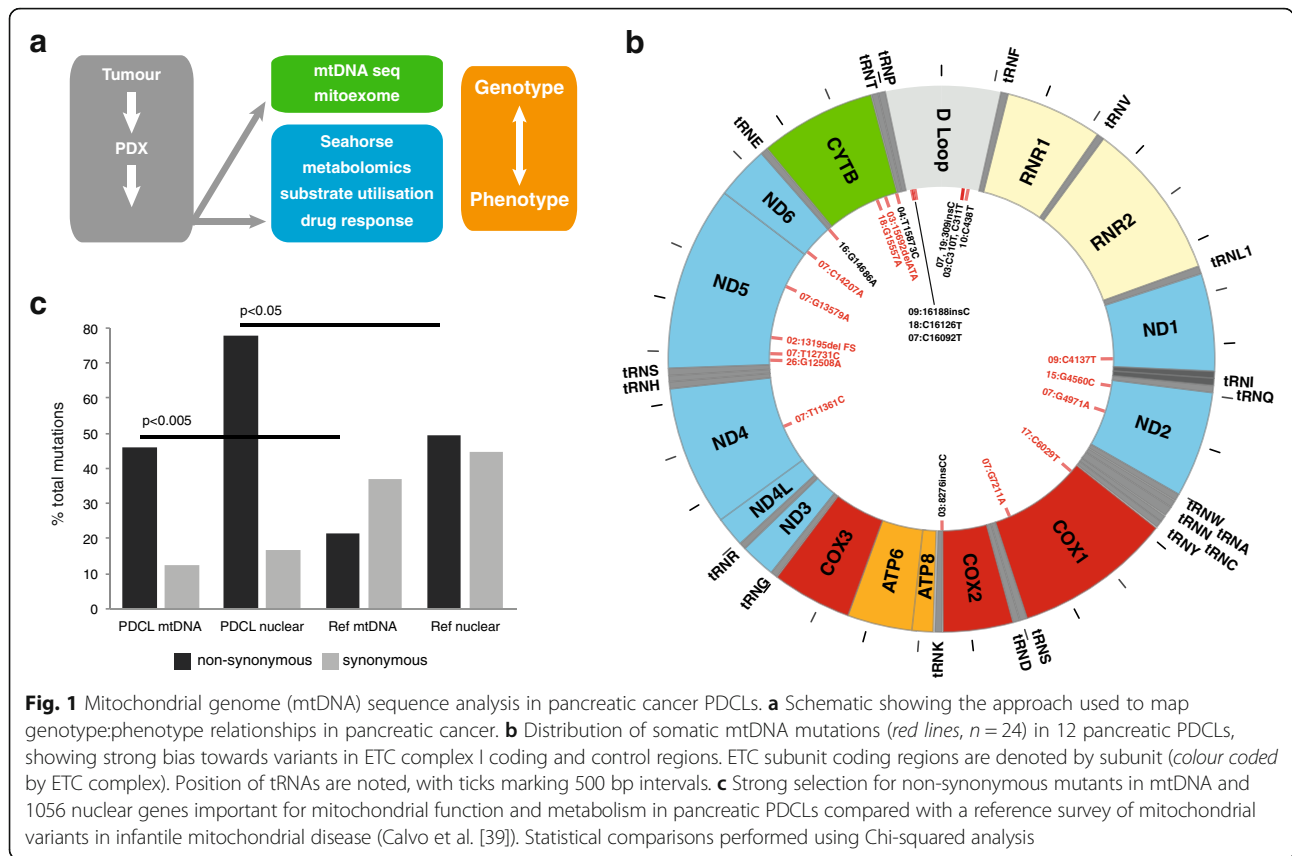 a
Tumour
PDX
mtDNA seq
mitoexome
Seahorse
metabolomics
substrate utilisation
drug response
Genotype
Phenotype
b
D Loop
tRNF
RNR1
tRNV
RNR2
tRNL1
ND1
tRNI
tRNQ
ND2
tRNW
tRNA
tRNN
tRNC
tRNY
COX1
tRNS
tRND
COX2
tRNK
ATP8
ATP6
COX3
tRNG
ND3
tRNR
ND4L
ND4
tRNH
tRNS
ND5
ND6
tRNE
CYTB
tRNT
tRNP
16:G14686A
18:G15557A
03:15692delATA
04:T15873C
07, 19:309insC
03:C310T, C311T
10:C438T
09:16188insC
18:C16126T
07:C16092T
07:C14207A
07:G13579A
02:13195del FS
07:T12731C
26:G12508A
07:T11361C
03:8276insCC
07:G7211A
17:C6029T
07:G4971A
15:G4560C
09:C4137T
c
% total mutations
80
70
60
50
40
30
20
10
0
p<0.05
p<0.005
PDCL mtDNA
PDCL nuclear
Ref mtDNA
Ref nuclear
non-synonymous
synonymous
Fig. 1 Mitochondrial genome (mtDNA) sequence analysis in pancreatic cancer PDCLs. a Schematic showing the approach used to map
genotype:phenotype relationships in pancreatic cancer. b Distribution of somatic mtDNA mutations (red lines, n = 24) in 12 pancreatic PDCLs,
showing strong bias towards variants in ETC complex I coding and control regions. ETC subunit coding regions are denoted by subunit (colour coded
by ETC complex). Position of tRNAs are noted, with ticks marking 500 bp intervals. c Strong selection for non-synonymous mutants in mtDNA and
1056 nuclear genes important for mitochondrial function and metabolism in pancreatic PDCLs compared with a reference survey of mitochondrial
variants in infantile mitochondrial disease (Calvo et al. [39]). Statistical comparisons performed using Chi-squared analysis